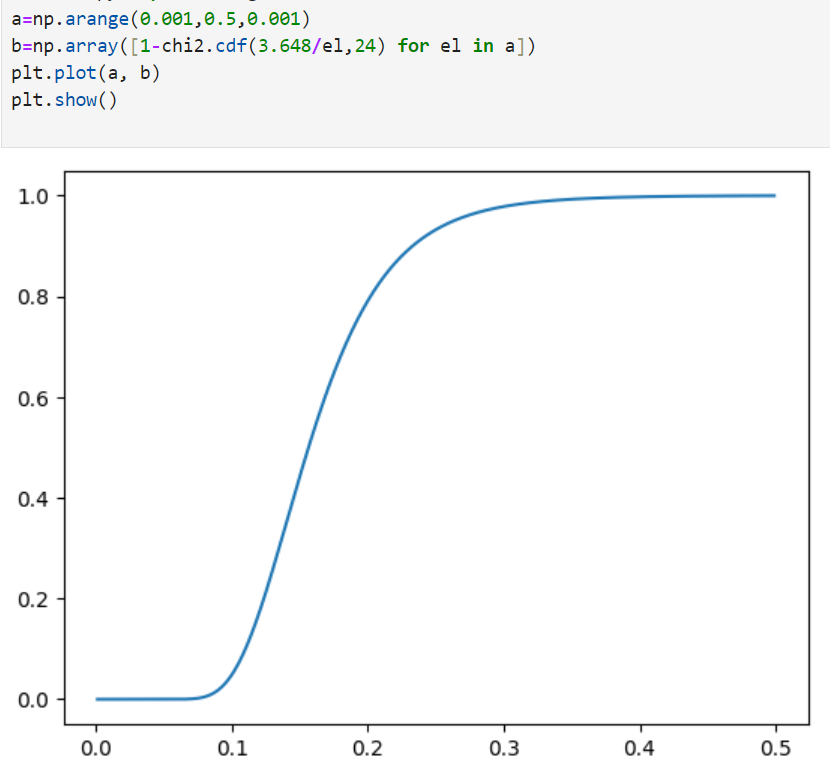 a=np.arange(0.001,0.5,0.001)
b=np.array([1-chi2.cdf(3.648/el,24) for el in a])
plt.plot(a, b)
plt.show()
1.0
0.8
0.6
0.4
0.2
0.0
0.0 0.1 0.2 0.3 0.4 0.5